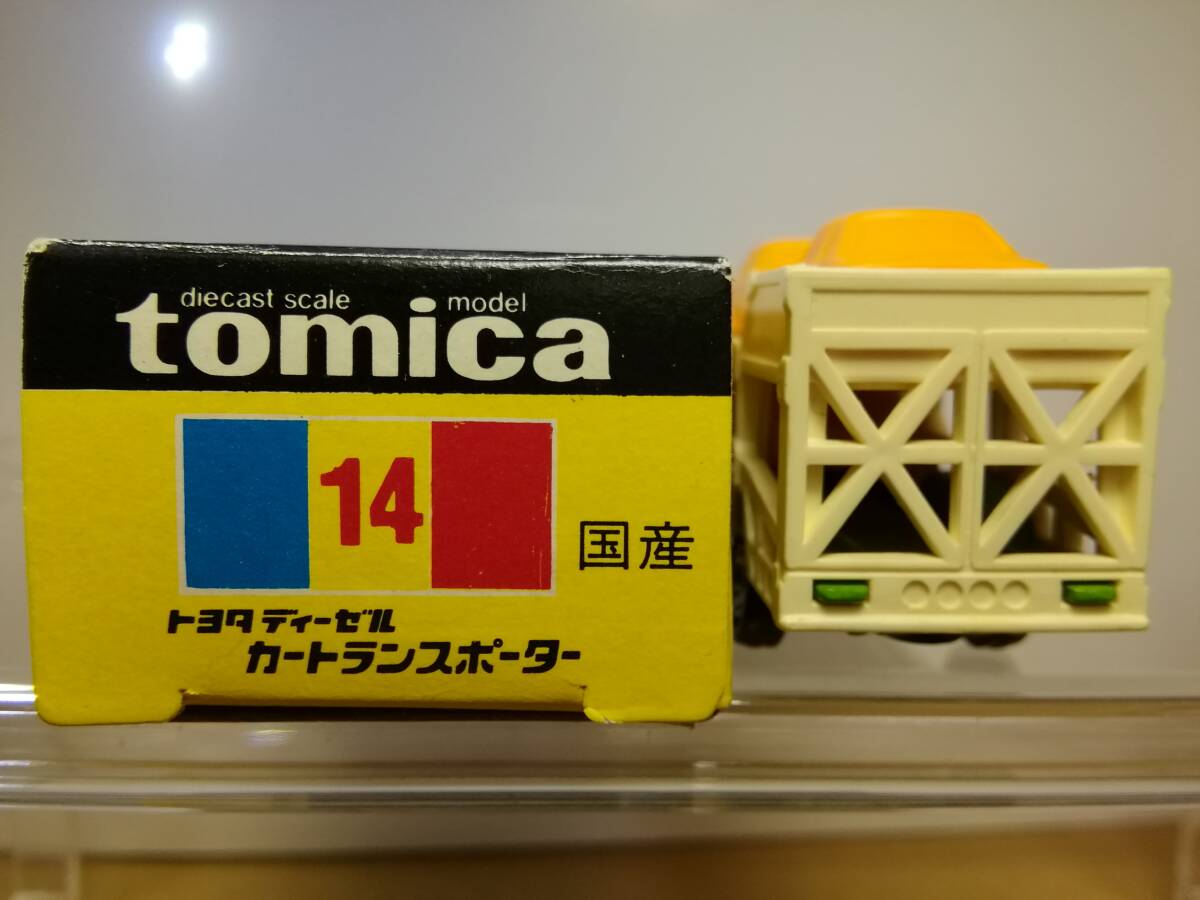 diecast scale model
tomica
14
国産
トヨタ ディーゼル
カートランスポーター